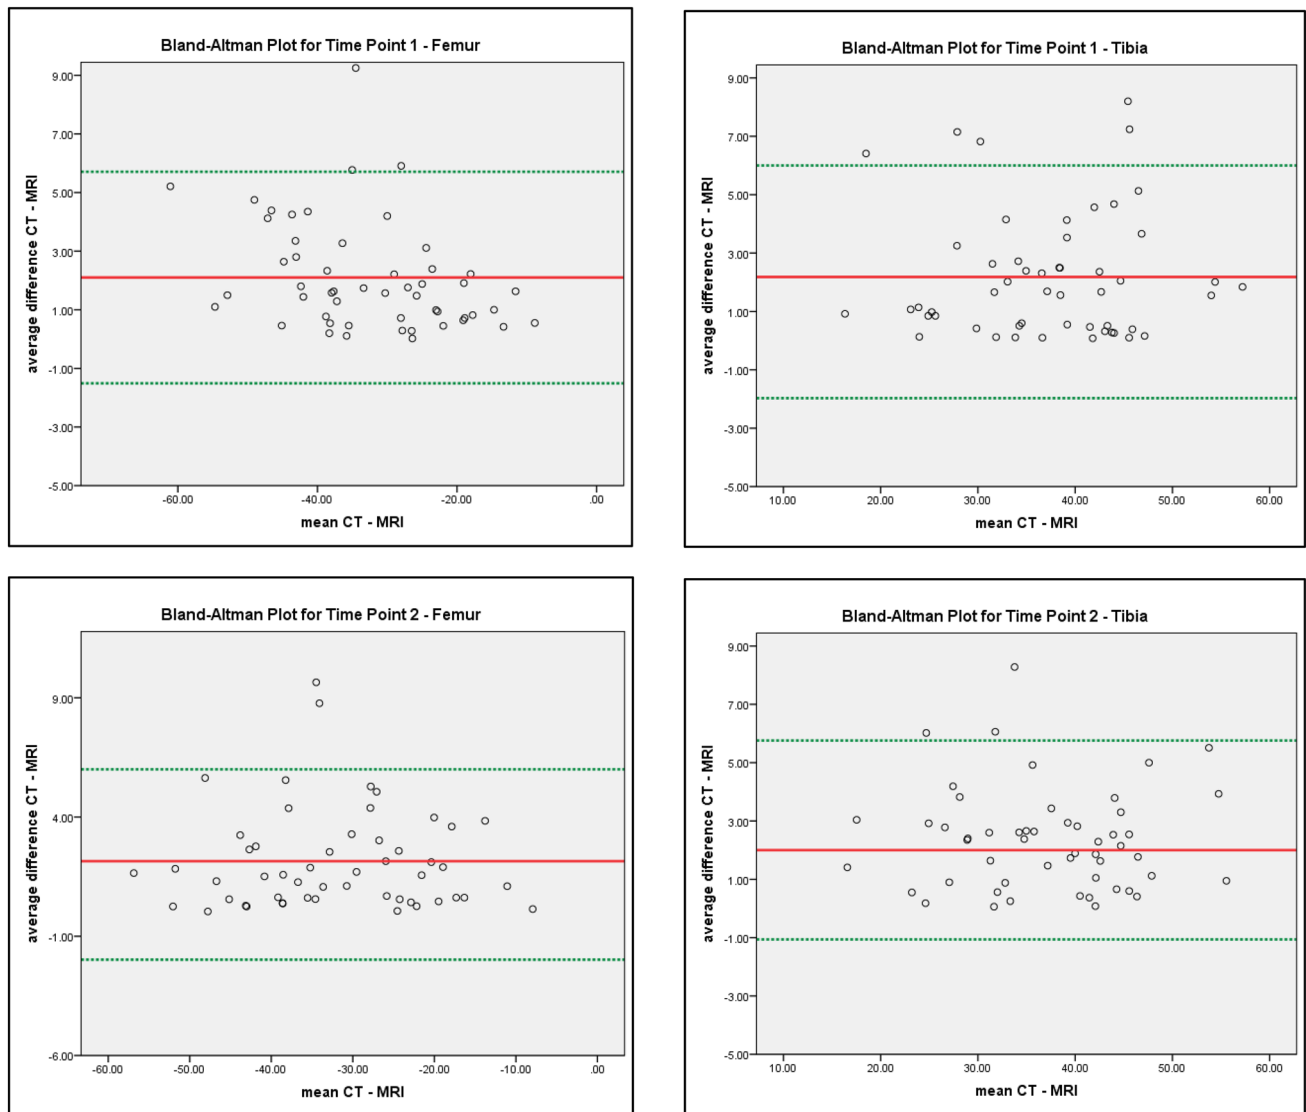 Bland-Altman Plot for Time Point 1 - Femur
9.00
7.00
5.00
3.00
1.00
-1.00
-3.00
-5.00
average difference CT - MRI
-60.00 -40.00 -20.00 .00
mean CT - MRI
Bland-Altman Plot for Time Point 1 - Tibia
9.00
7.00
5.00
3.00
1.00
-1.00
-3.00
-5.00
average difference CT - MRI
10.00 20.00 30.00 40.00 50.00 60.00
mean CT - MRI
Bland-Altman Plot for Time Point 2 - Femur
9.00
4.00
-1.00
-6.00
average difference CT - MRI
-60.00 -50.00 -40.00 -30.00 -20.00 -10.00 .00
mean CT - MRI
Bland-Altman Plot for Time Point 2 - Tibia
9.00
7.00
5.00
3.00
1.00
-1.00
-3.00
-5.00
average difference CT - MRI
10.00 20.00 30.00 40.00 50.00 60.00
mean CT - MRI